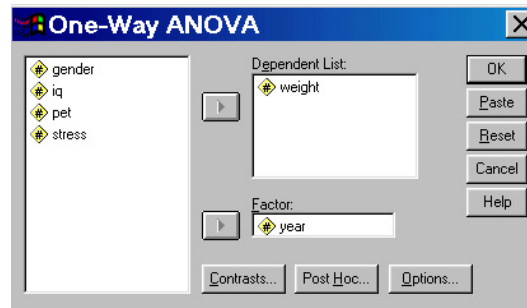 One-Way ANOVA
gender
iq
pet
stress
Dependent List:
weight
Factor:
year
Contrasts...
Post Hoc...
Options...
OK
Paste
Reset
Cancel
Help